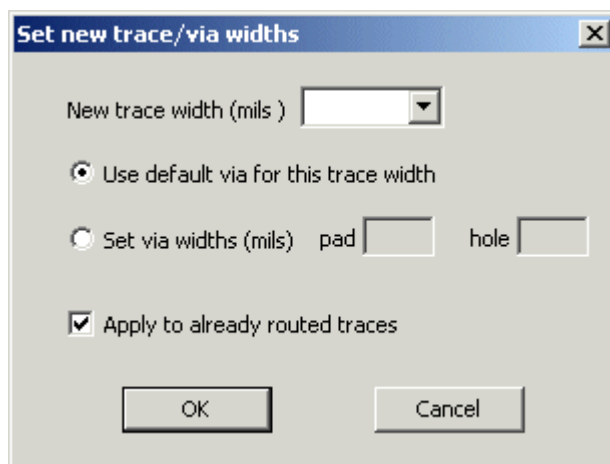 Set new trace/via widths
New trace width (mils )
Use default via for this trace width
Set via widths (mils) pad hole
Apply to already routed traces
OK Cancel